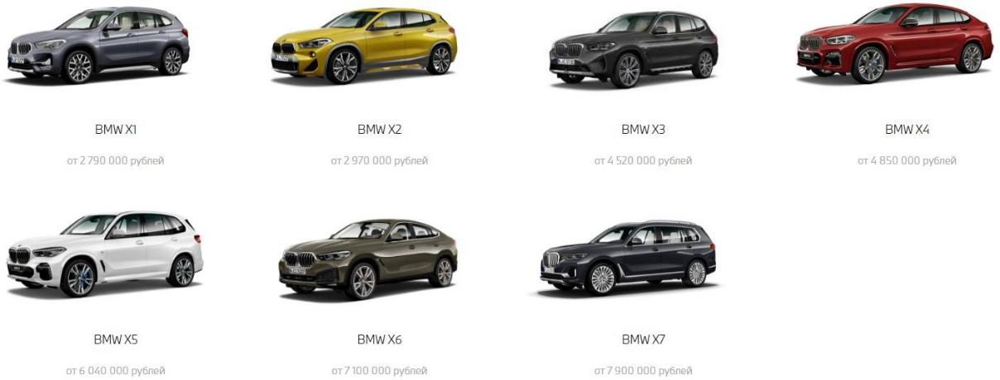 BMW X1
BMW X2
BMW X3
BMW X4
от 2 790 000 рублей
от 2 970 000 рублей
от 4 520 000 рублей
от 4 850 000 рублей
BMW X5
BMW X6
BMW X7
от 6 040 000 рублей
от 7 100 000 рублей
от 7 900 000 рублей